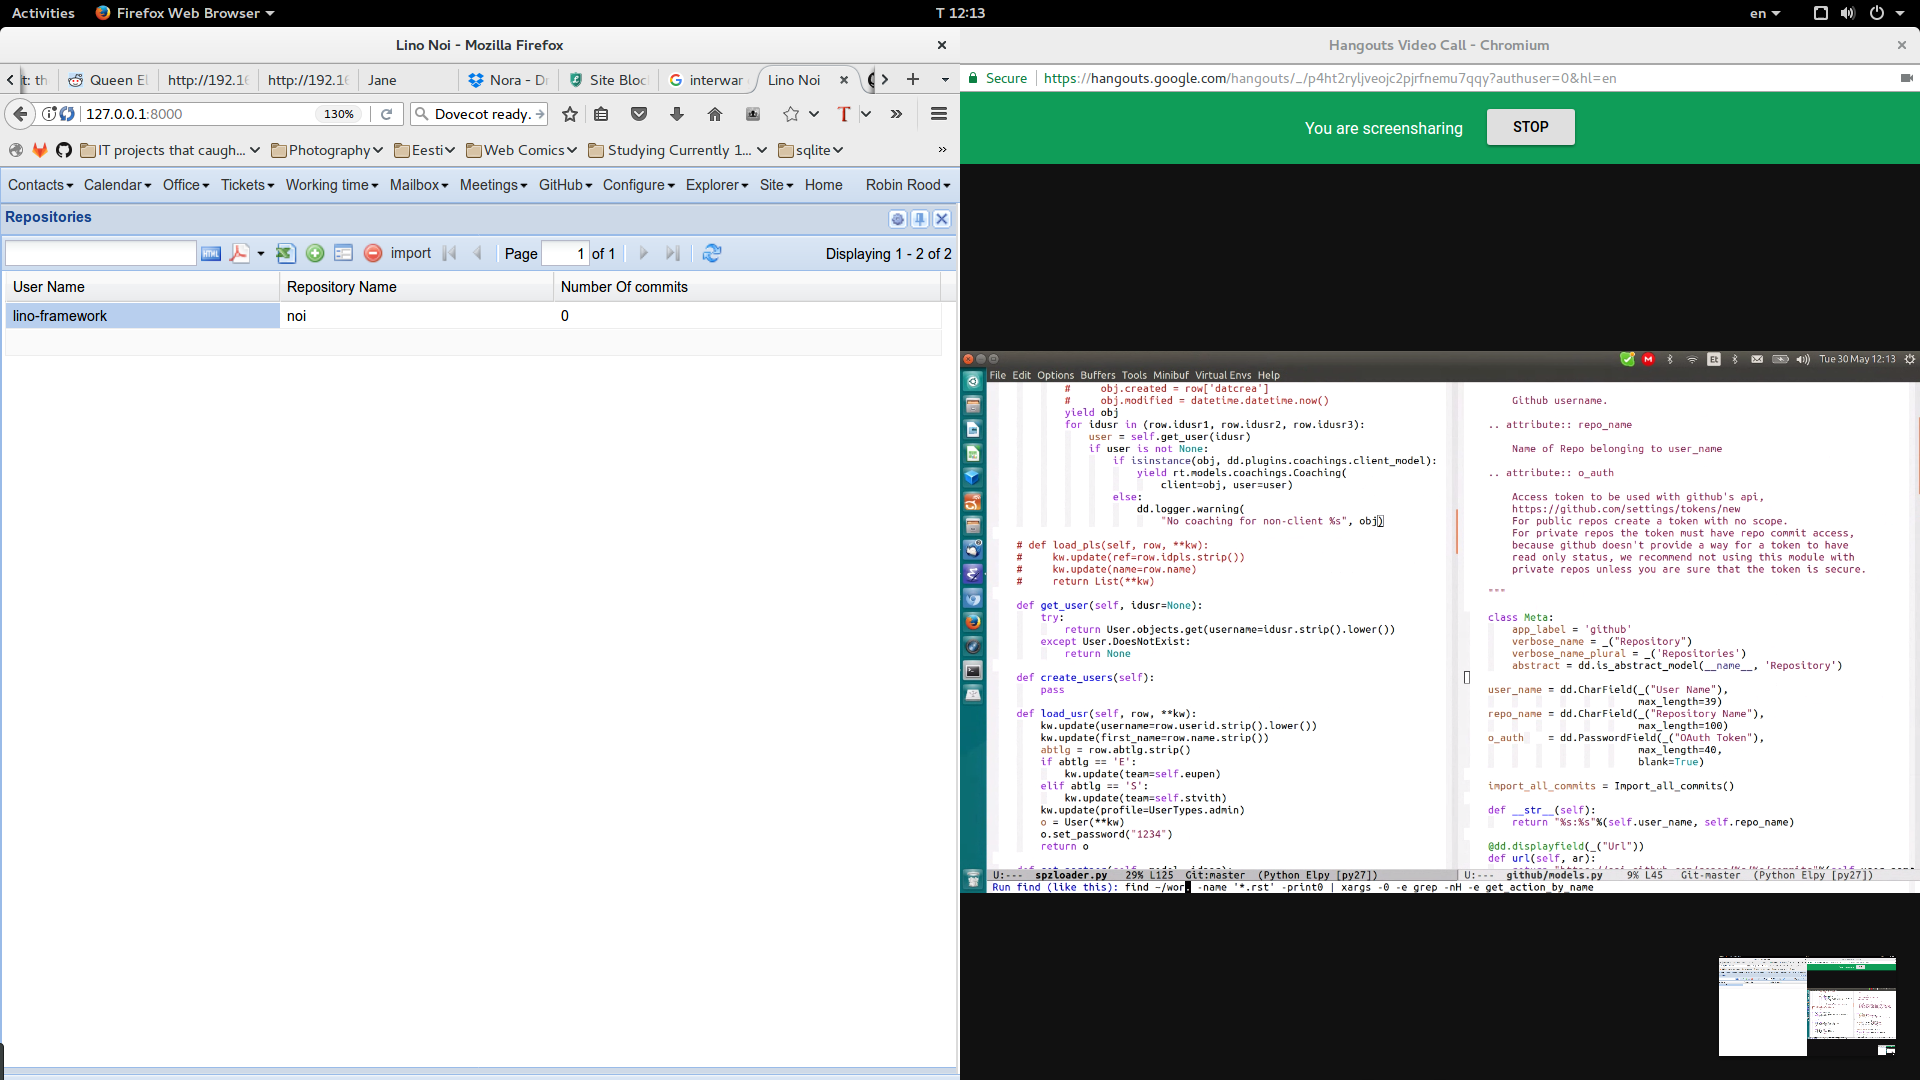 Activities Firefox Web Browser T 12:13 en
Lino Noi - Mozilla Firefox
Hangouts Video Call - Chromium
t: th Queen El http://192.16 http://192.16 Jane Nora - Dr Site Bloc interwar Lino Noi
127.0.0.1:8000 130% Dovecot ready.
Secure https://hangouts.google.com/hangouts/_/p4ht2ryljveojc2pjrfnemu7qqy?authuser=0&hl=en
You are screensharing STOP
IT projects that caugh... Photography Eesti Web Comics Studying Currently 1... sqlite
Contacts Calendar Office Tickets Working time Mailbox Meetings GitHub Configure Explorer Site Home Robin Rood
Repositories
HTML import Page 1 of 1 Displaying 1 - 2 of 2
User Name Repository Name Number Of commits
lino-framework noi 0
Et Tue 30 May 12:13
File Edit Options Buffers Tools Minibuf Virtual Envs Help
# obj.created = row['datcrea']
# obj.modified = datetime.datetime.now()
yield obj
for idusr in (row.idusr1, row.idusr2, row.idusr3):
user = self.get_user(idusr)
if user is not None:
if isinstance(obj, dd.plugins.coachings.client_model):
yield rt.models.coachings.Coaching(
client=obj, user=user)
else:
dd.logger.warning(
"No coaching for non-client %s", obj)
# def load_pls(self, row, **kw):
# kw.update(ref=row.idpls.strip())
# kw.update(name=row.name)
# return List(**kw)
def get_user(self, idusr=None):
try:
return User.objects.get(username=idusr.strip().lower())
except User.DoesNotExist:
return None
def create_users(self):
pass
def load_usr(self, row, **kw):
kw.update(username=row.userid.strip().lower())
kw.update(first_name=row.name.strip())
abtlg = row.abtlg.strip()
if abtlg == 'E':
kw.update(team=self.eupen)
elif abtlg == 'S':
kw.update(team=self.stvith)
kw.update(profile=UserTypes.admin)
o = User(**kw)
o.set_password("1234")
return o
U:--- spzloader.py 29% L125 Git:master (Python Elpy [py27])
Github username.
.. attribute:: repo_name
Name of Repo belonging to user_name
.. attribute:: o_auth
Access token to be used with github's api,
https://github.com/settings/tokens/new
For public repos create a token with no scope.
For private repos the token must have repo commit access,
because github doesn't provide a way for a token to have
read only status, we recommend not using this module with
private repos unless you are sure that the token is secure.
"""
class Meta:
app_label = 'github'
verbose_name = _("Repository")
verbose_name_plural = _('Repositories')
abstract = dd.is_abstract_model(__name__, 'Repository')
user_name = dd.CharField(_("User Name"),
max_length=39)
repo_name = dd.CharField(_("Repository Name"),
max_length=100)
o_auth = dd.PasswordField(_("OAuth Token"),
max_length=40,
blank=True)
import_all_commits = Import_all_commits()
def __str__(self):
return "%s:%s"%(self.user_name, self.repo_name)
@dd.displayfield(_("Url"))
def url(self, ar):
U:--- github/models.py 9% L45 Git-master (Python Elpy [py27])
Run find (like this): find ~/wor -name '*.rst' -print0 | xargs -0 -e grep -nH -e get_action_by_name